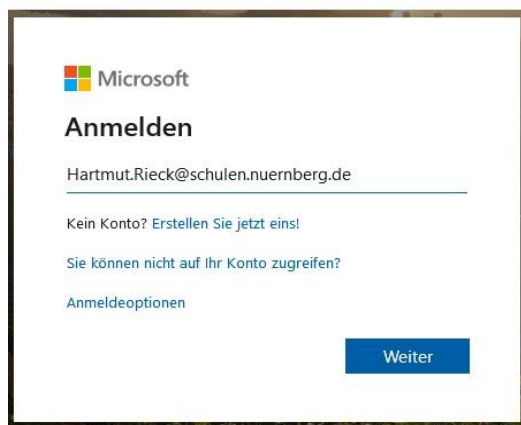 Microsoft
Anmelden
Hartmut.Rieck@schulen.nuernberg.de
Kein Konto? Erstellen Sie jetzt eins!
Sie können nicht auf Ihr Konto zugreifen?
Anmeldeoptionen
Weiter